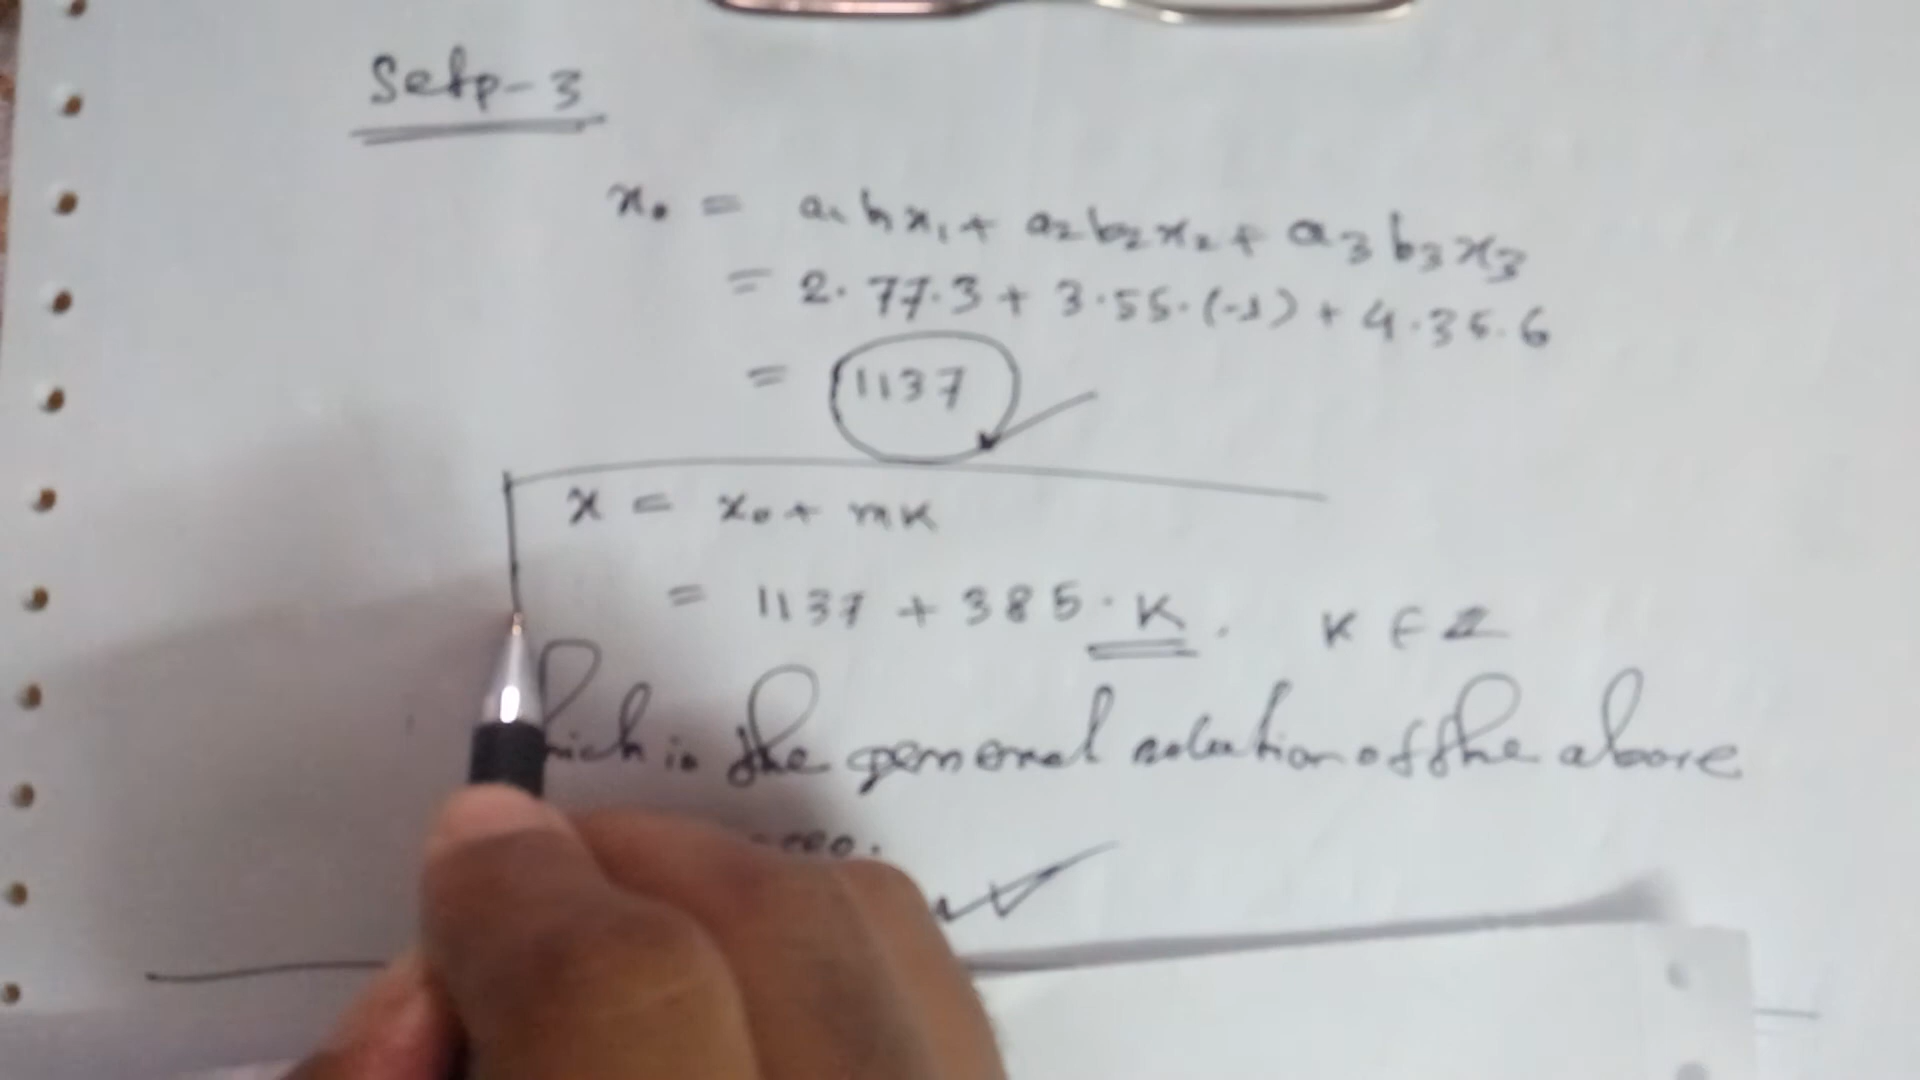 Setp-3
x₀ = a₁b₁x₁ + a₂b₂x₂ + a₃b₃x₃
= 2.77.3 + 3.55.(-1) + 4.35.6
= 1137
x = x₀ + mK
= 1137 + 385.K. K ∈ Z
which is the general solution of the above